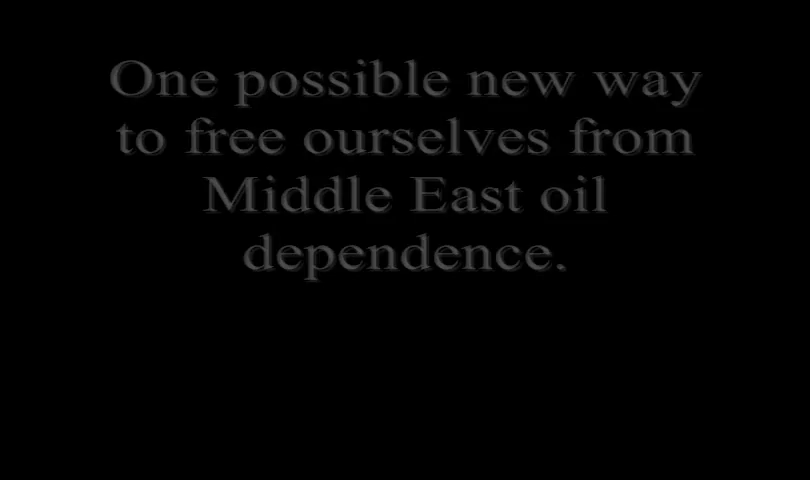 One possible new way
to free ourselves from
Middle East oil
dependence.